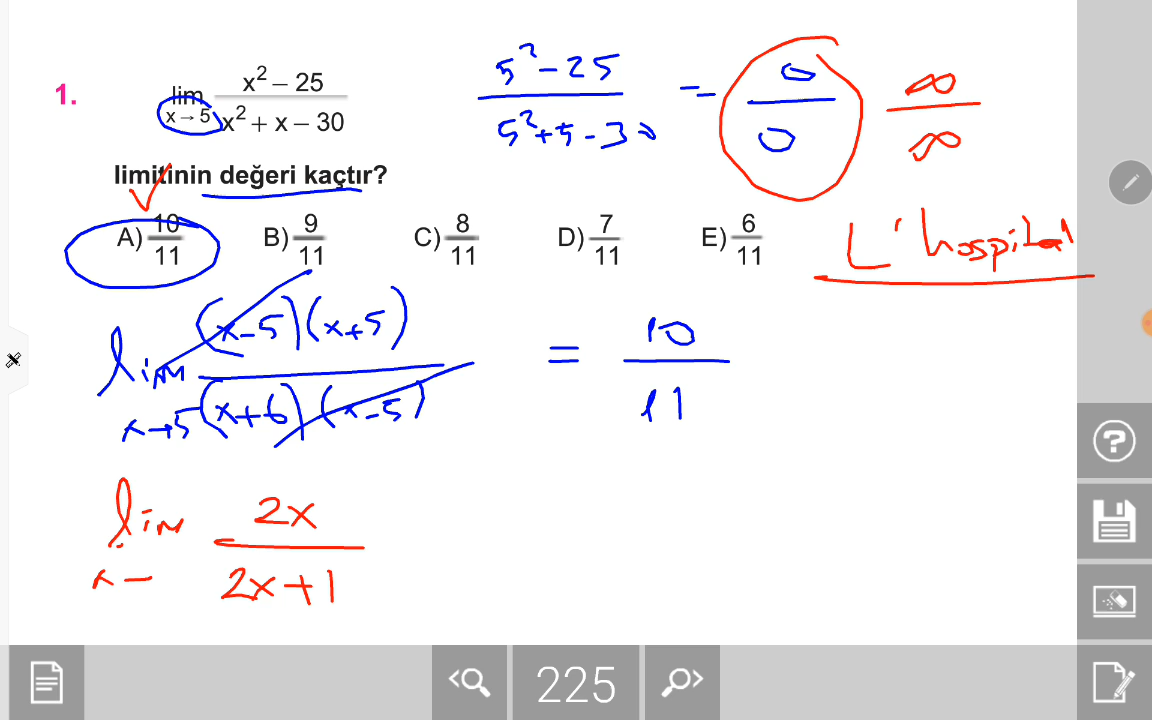 1.
lim x→5 x² – 25 / x² + x – 30
5² – 25 / 5² + 5 – 30 = 0 / 0
∞ / ∞
limitinin değeri kaçtır?
A) 10/11 B) 9/11 C) 8/11 D) 7/11 E) 6/11
L'hospital
lim x→5 (x–5)(x+5) / (x+6)(x–5) = 10 / 11
lim x– 2x / 2x+1
225